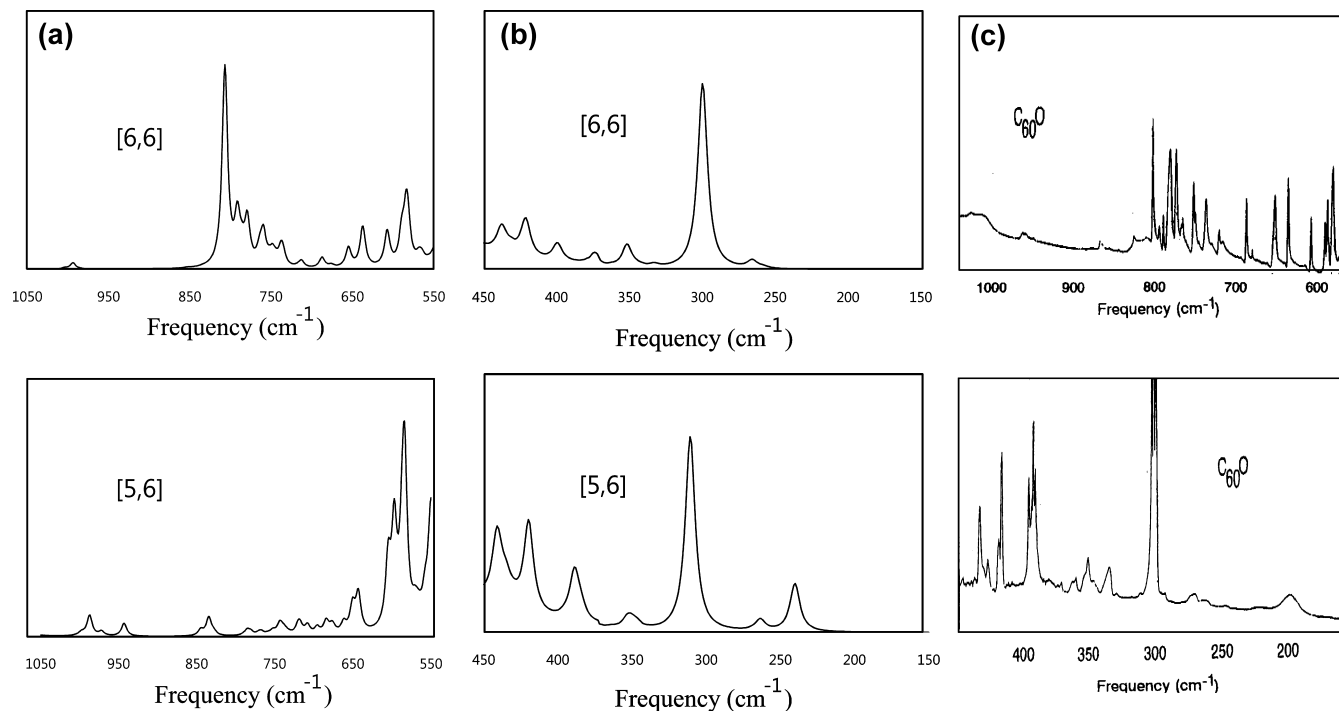 (a)
[6,6]
1050 950 850 750 650 550
Frequency (cm-1)
(b)
[6,6]
450 400 350 300 250 200 150
Frequency (cm-1)
(c)
C60O
1000 900 800 700 600
Frequency (cm-1)
[5,6]
1050 950 850 750 650 550
Frequency (cm-1)
[5,6]
450 400 350 300 250 200 150
Frequency (cm-1)
C60O
400 350 300 250 200
Frequency (cm-1)